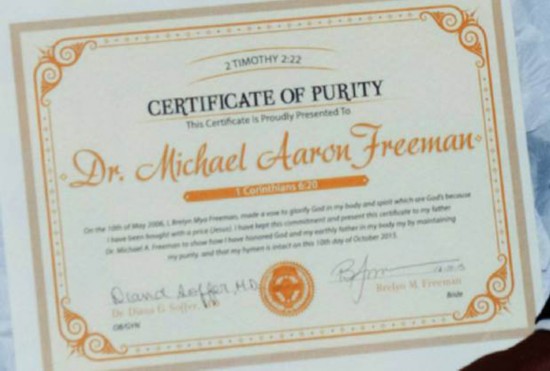 2 TIMOTHY 2:22
CERTIFICATE OF PURITY
This Certificate Is Proudly Presented To
Dr. Michael Aaron Freeman
1 Corinthians 6:20
On the 10th of May 2006, I, Brelyn Mya Freeman, made a vow to glorify God in my body and spirit which are God's because
I have been bought with a price (Jesus). I have kept this commitment and present this certificate to my father
Dr. Michael A. Freeman to show how I have honored God and my earthly father in my body my by maintaining
my purity and that my hymen is intact on this 10th day of October 2015.
Diana Soffer, M.D.
Dr. Diana G. Soffer,
OB/GYN
Brelyn M. Freeman
Bride